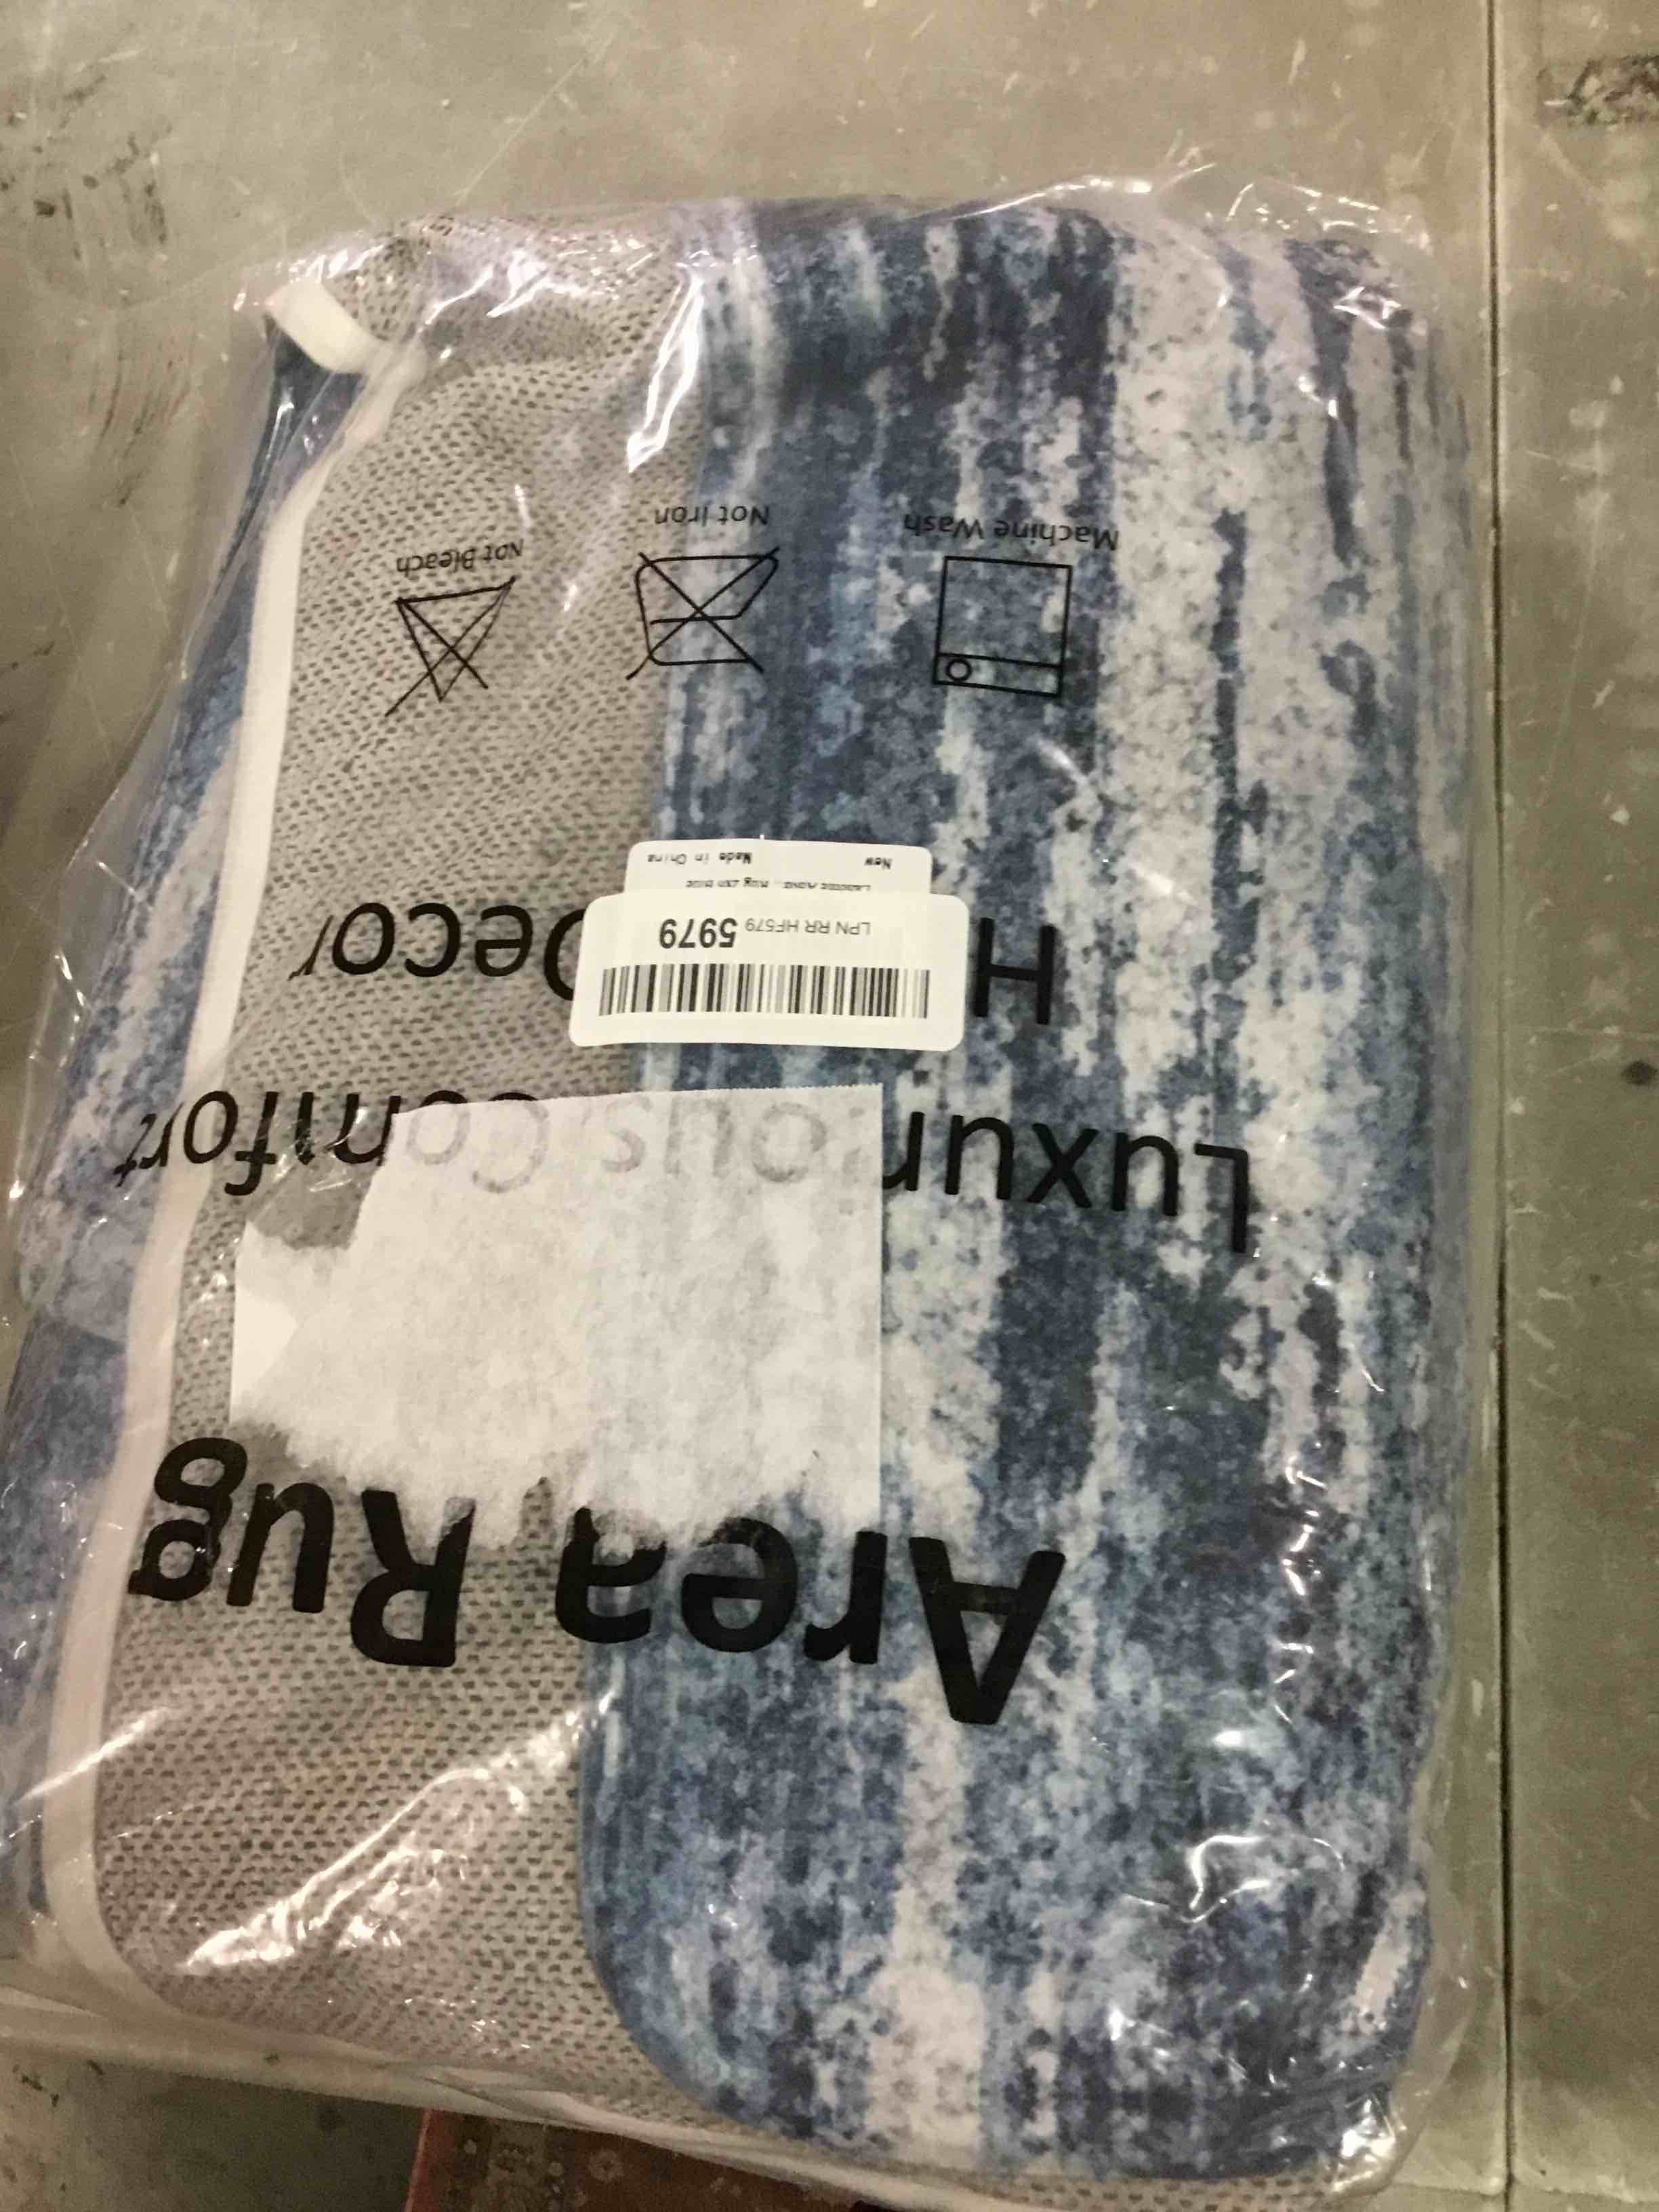 Area Rug
Luxurious Comfort
H Decor
LPN RR HF579 5979
Rug
New Made in China
Machine Wash
Not Iron
Not Bleach